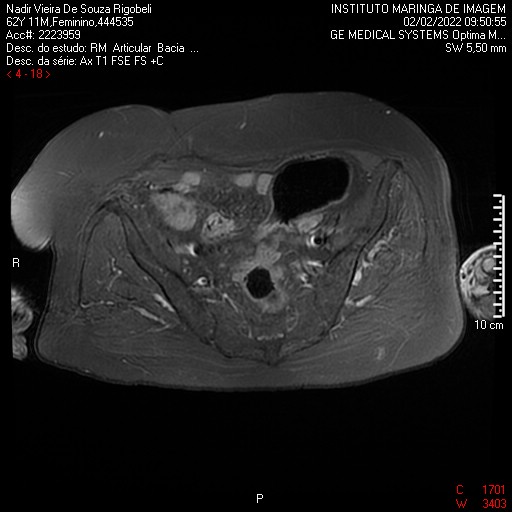 Nadir Vieira De Souza Rigobeli
62Y 11M,Feminino,444535
Acc#: 2223959
Desc. do estudo: RM Articular Bacia ...
Desc. da série: Ax T1 FSE FS +C
< 4 - 18 >
INSTITUTO MARINGA DE IMAGEM
02/02/2022 09:50:55
GE MEDICAL SYSTEMS Optima M...
SW 5,50 mm
R
10 cm
P
C 1701
W 3403